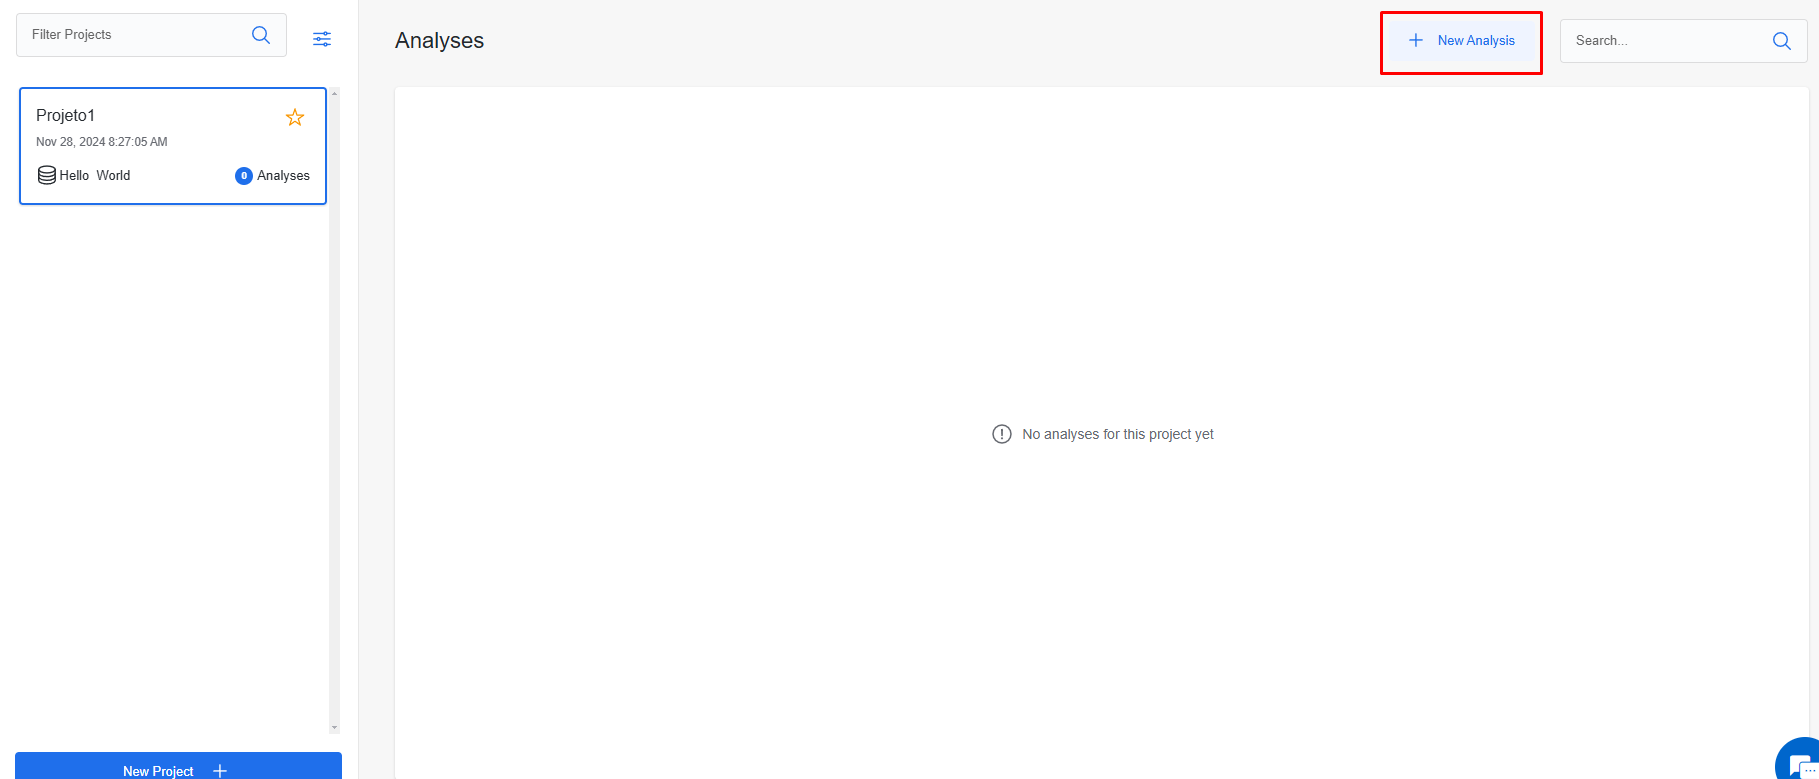 Filter Projects
Projeto1
Nov 28, 2024 8:27:05 AM
Hello World
0 Analyses
New Project
Analyses
New Analysis
Search...
No analyses for this project yet